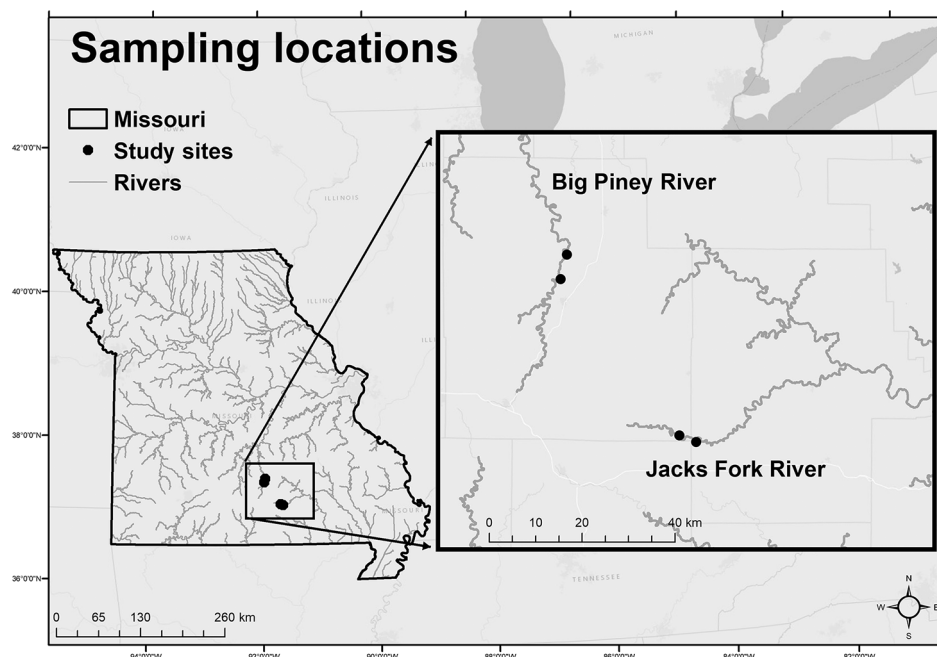 Sampling locations
MICHIGAN
Missouri
Study sites
Rivers
IOWA
ILLINOIS
IOWA
42°0'0"N
40°0'0"N
38°0'0"N
36°0'0"N
MISSOURI
Big Piney River
Jacks Fork River
0 10 20 40 km
TENNESSEE
0 65 130 260 km
N
W
E
S